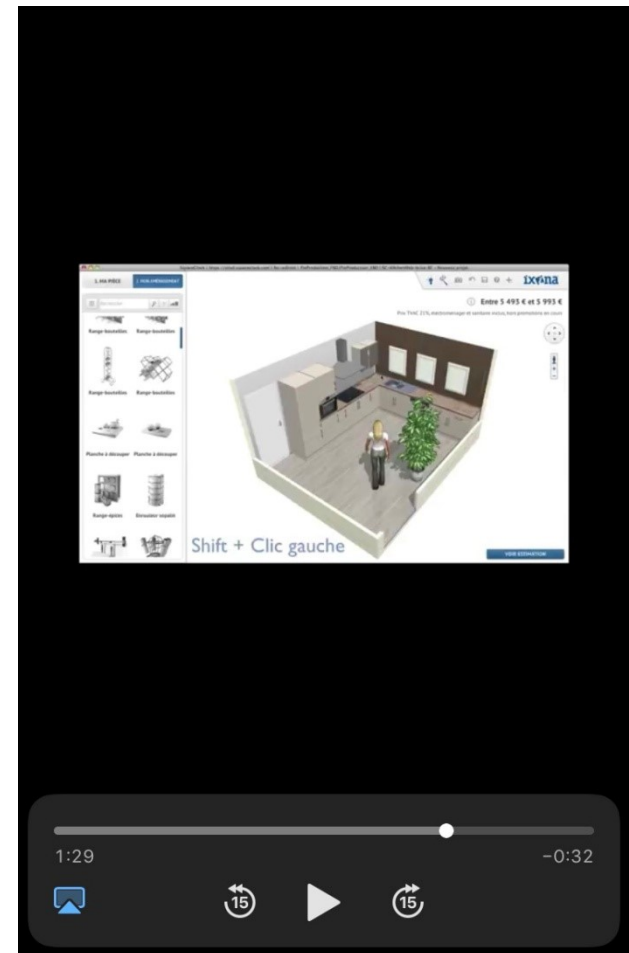 1. MA PIÈCE
2. MON AMÉNAGEMENT
ixina
Entre 5 493 € et 5 993 €
Range-bouteilles Range-bouteilles
Range-bouteilles Range-bouteilles
Planche à découper Planche à découper
Range épices
Shift + Clic gauche
VOIR ESTIMATION
1:29
-0:32
15
15